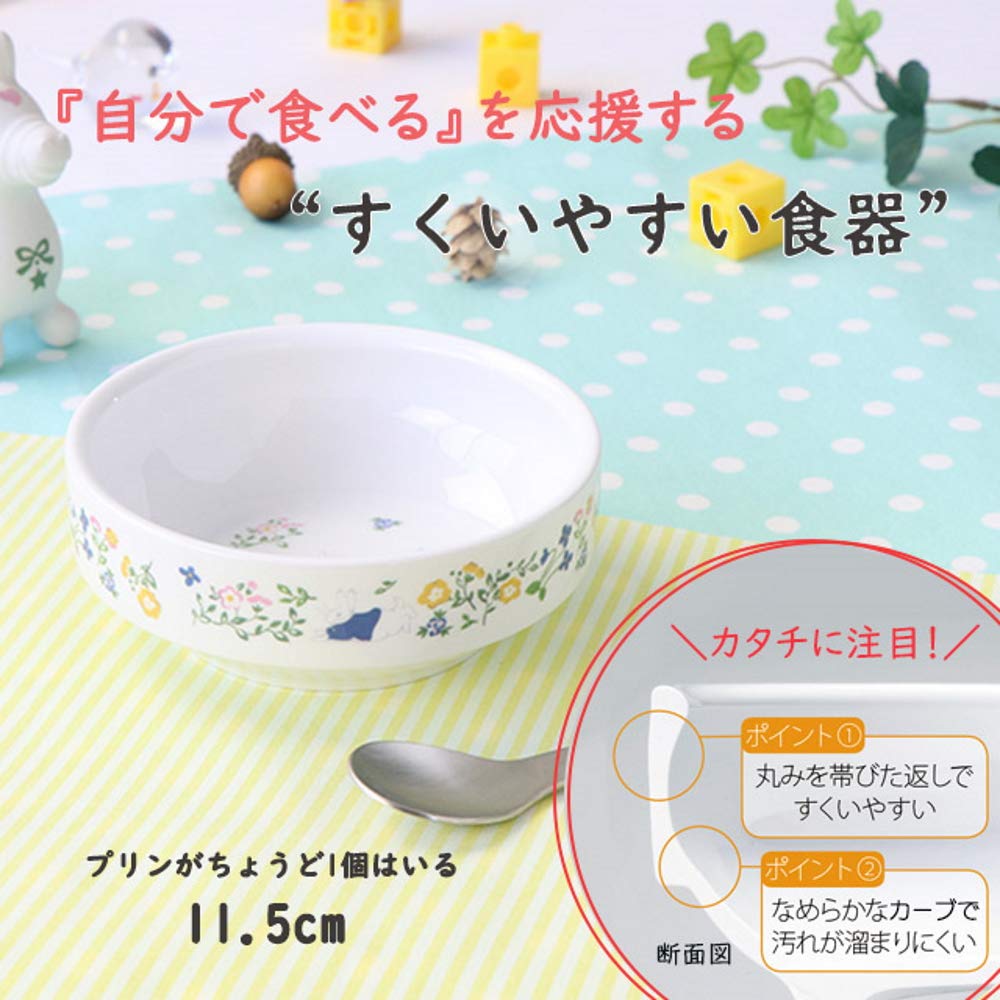 『自分で食べる』を応援する
“すくいやすい食器”
＼カタチに注目！／
ポイント①
丸みを帯びた返しで
すくいやすい
ポイント②
なめらかなカーブで
汚れが溜まりにくい
断面図
プリンがちょうど1個はいる
11.5cm